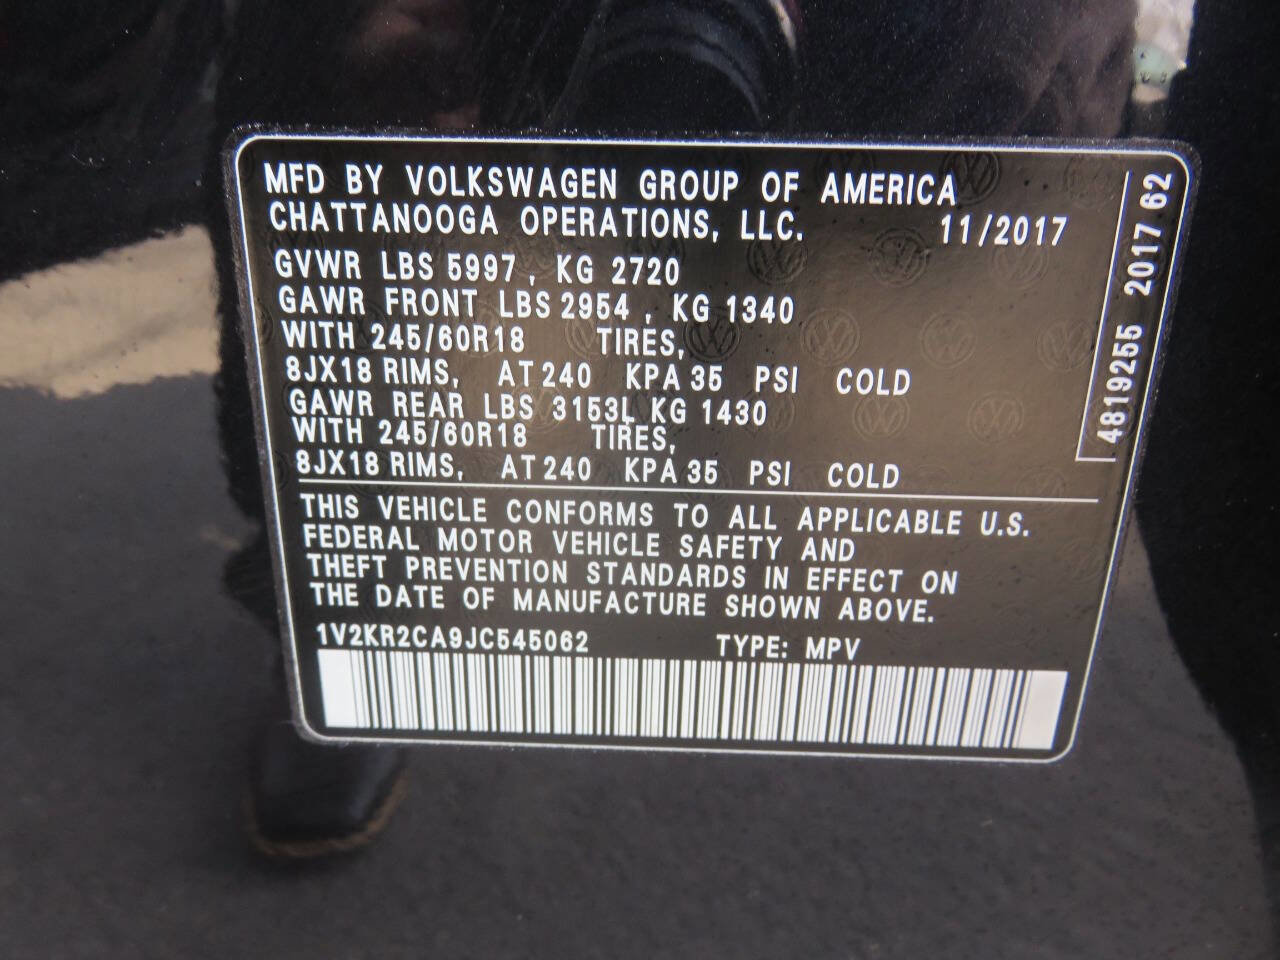 MFD BY VOLKSWAGEN GROUP OF AMERICA
CHATTANOOGA OPERATIONS, LLC. 11/2017
GVWR LBS 5997, KG 2720
GAWR FRONT LBS 2954, KG 1340
WITH 245/60R18 TIRES,
8JX18 RIMS, AT 240 KPA 35 PSI COLD
GAWR REAR LBS 3153L KG 1430
WITH 245/60R18 TIRES,
8JX18 RIMS, AT 240 KPA 35 PSI COLD
THIS VEHICLE CONFORMS TO ALL APPLICABLE U.S.
FEDERAL MOTOR VEHICLE SAFETY AND
THEFT PREVENTION STANDARDS IN EFFECT ON
THE DATE OF MANUFACTURE SHOWN ABOVE.
1V2KR2CA9JC545062 TYPE: MPV
4819255 2017 62